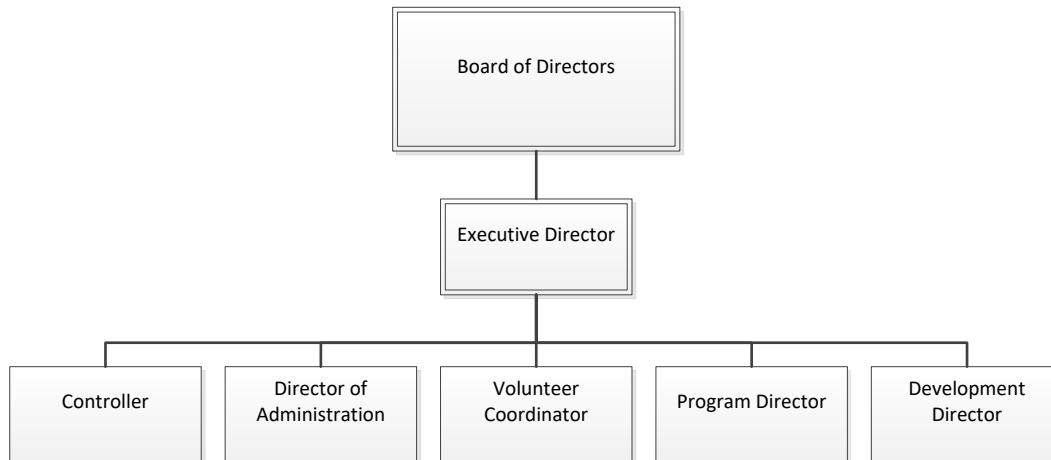 Board of Directors
Executive Director
Controller
Director of
Administration
Volunteer
Coordinator
Program Director
Development
Director